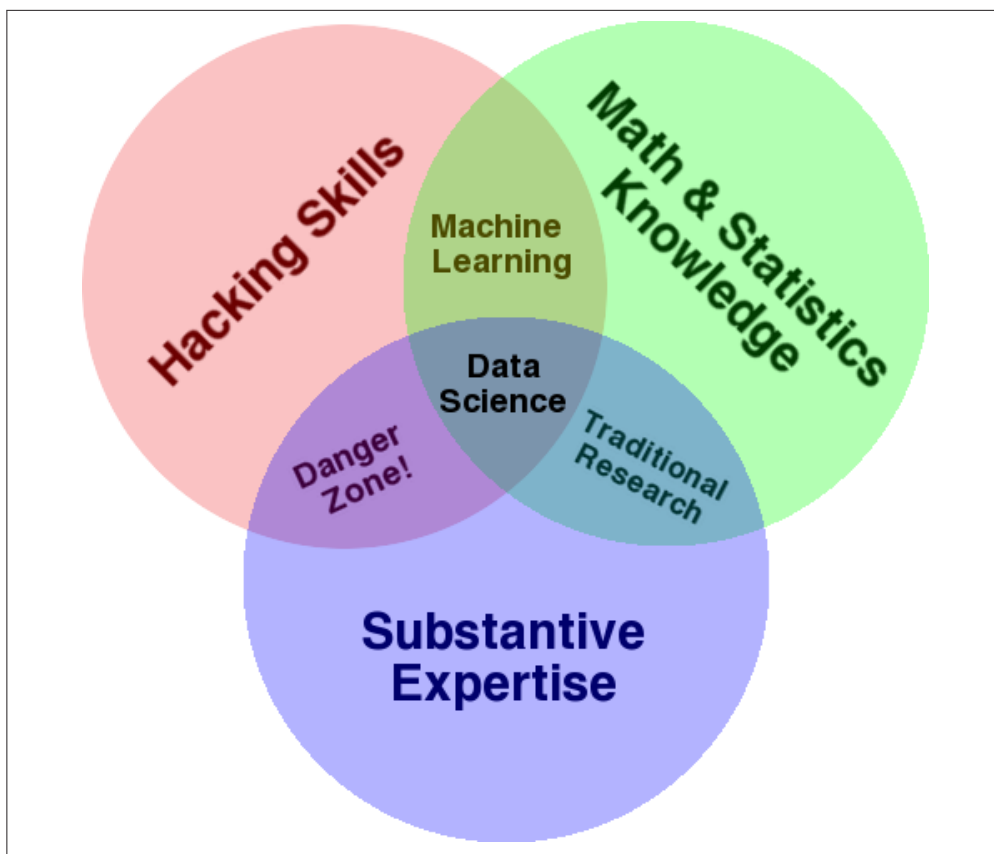 Hacking Skills
Math & Statistics
Knowledge
Machine
Learning
Data
Science
Danger
Zone!
Traditional
Research
Substantive
Expertise